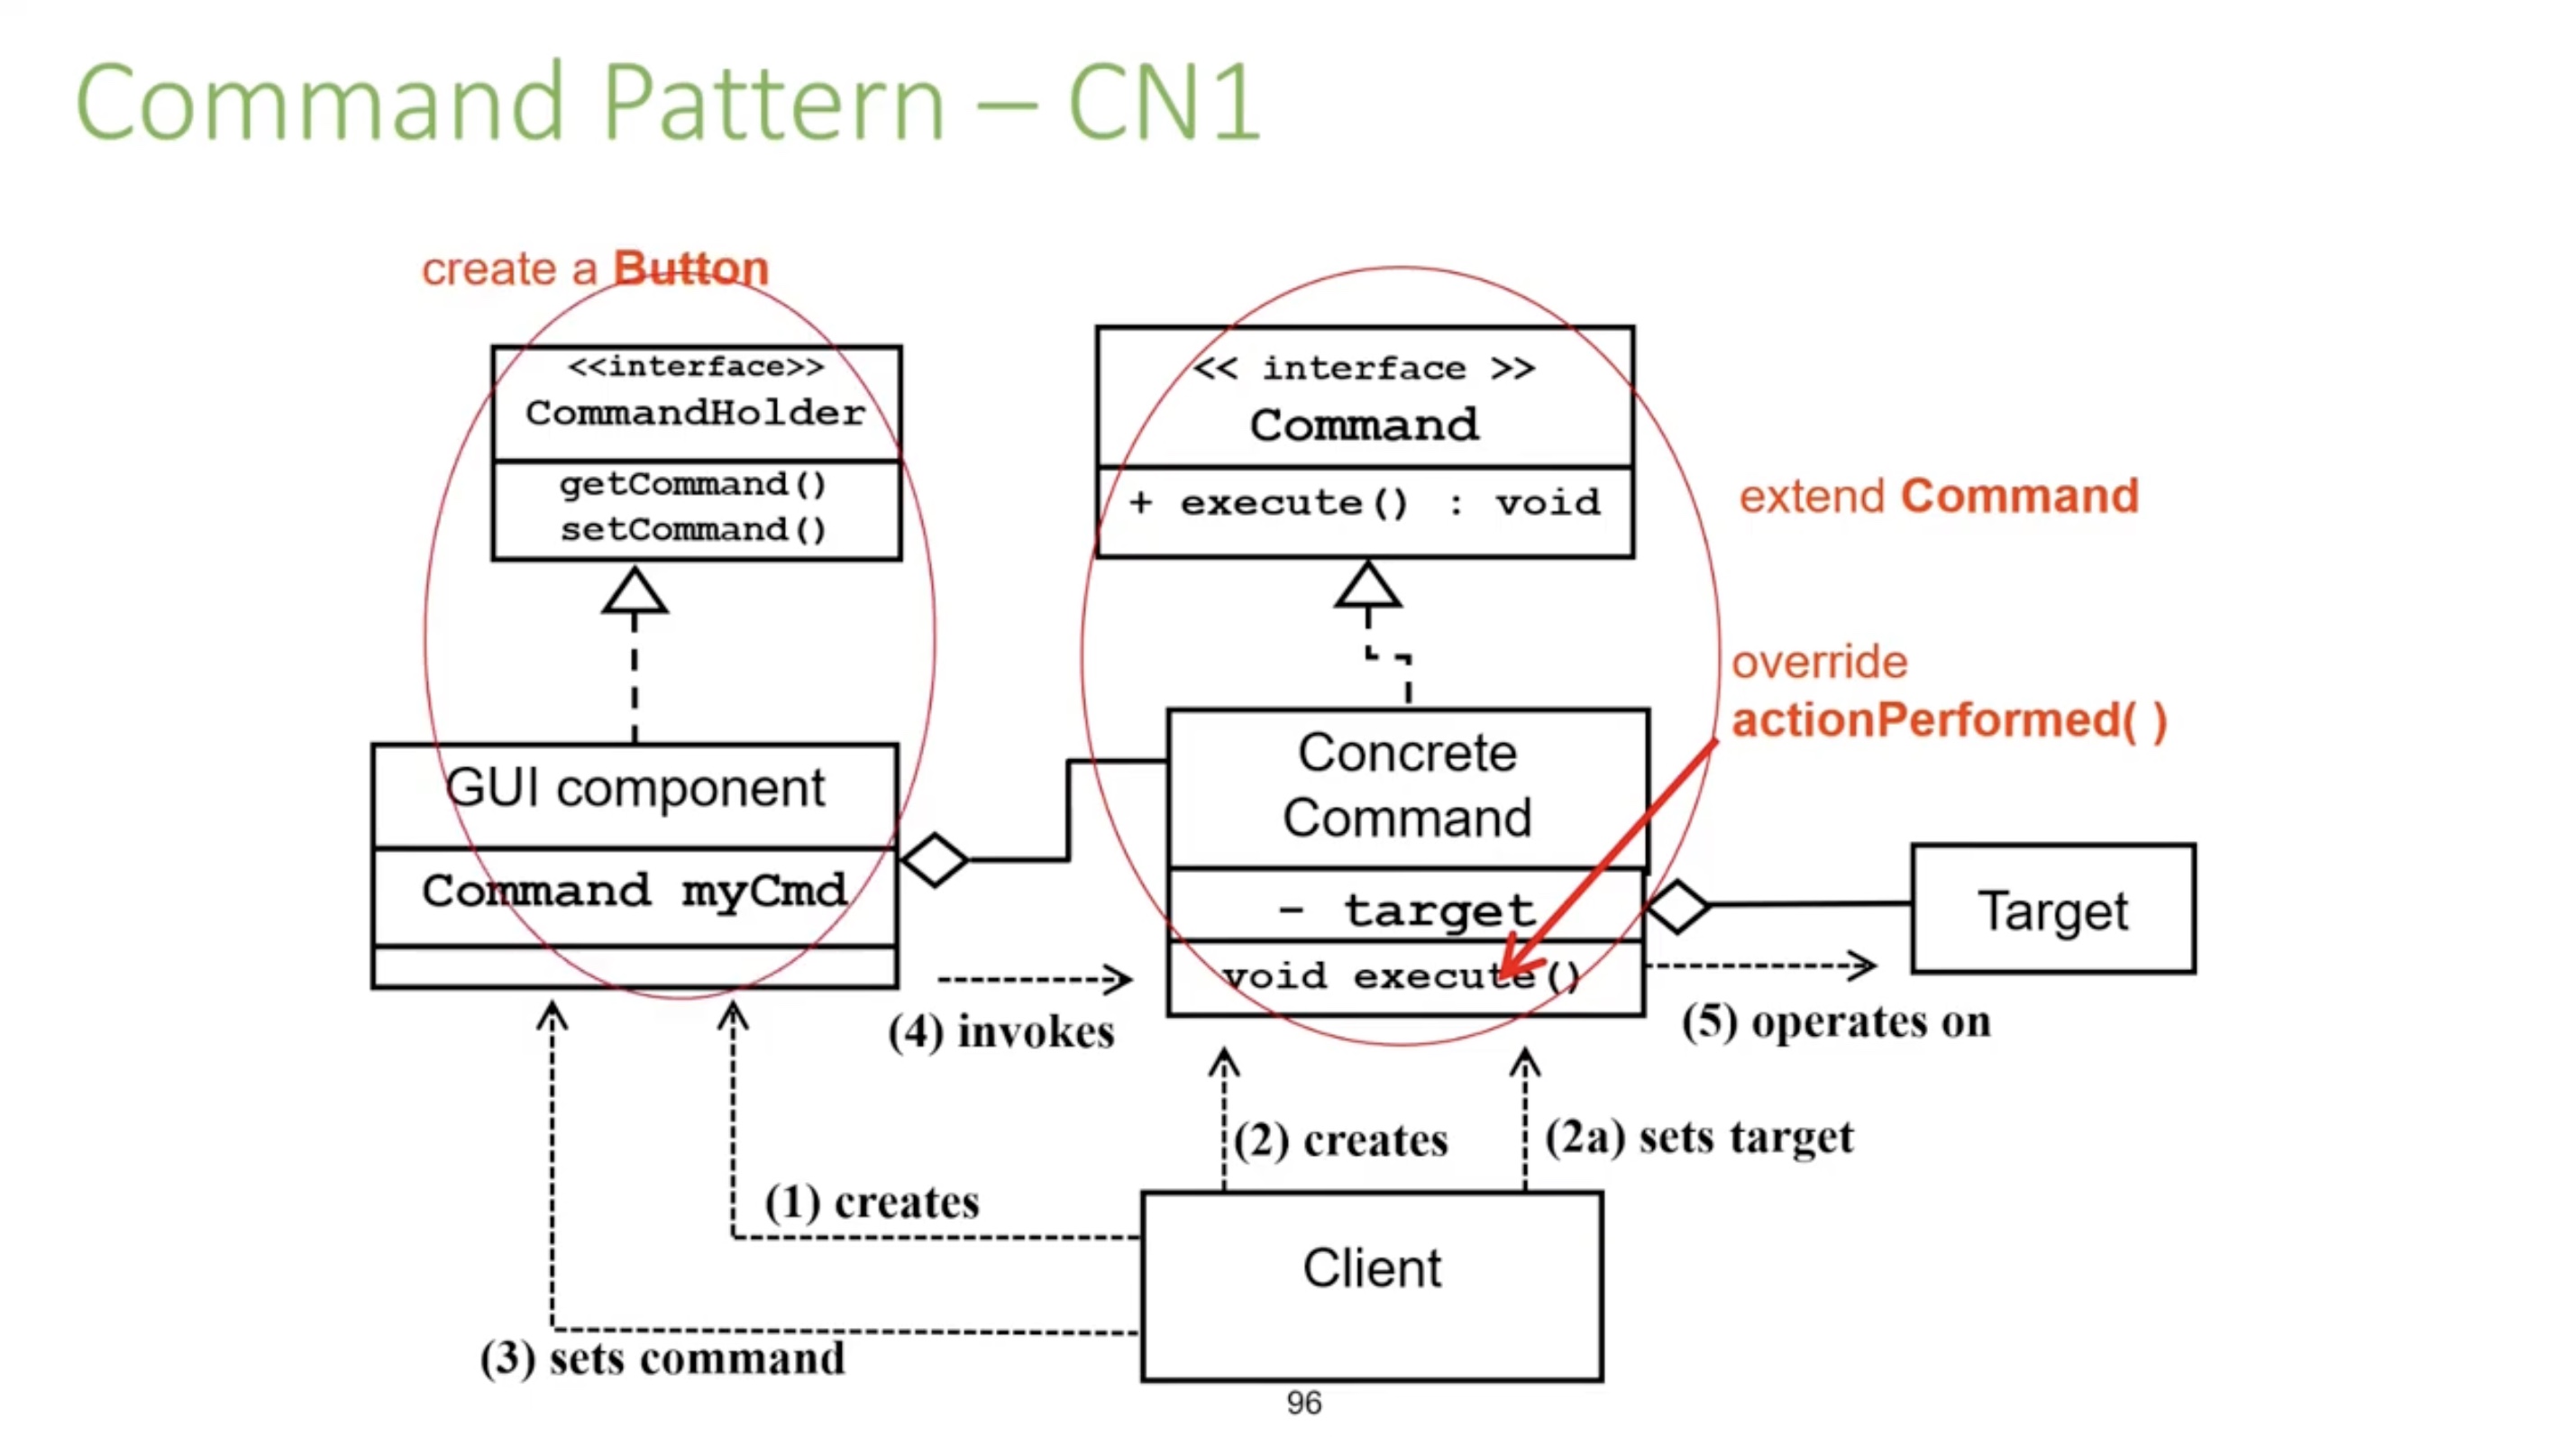 Command Pattern – CN1
create a Button
<<interface>>
CommandHolder
getCommand()
setCommand()
<< interface >>
Command
+ execute() : void
extend Command
override
actionPerformed( )
GUI component
Command myCmd
Concrete
Command
- target
void execute()
Target
(4) invokes
(5) operates on
(2) creates
(2a) sets target
(1) creates
Client
(3) sets command
96